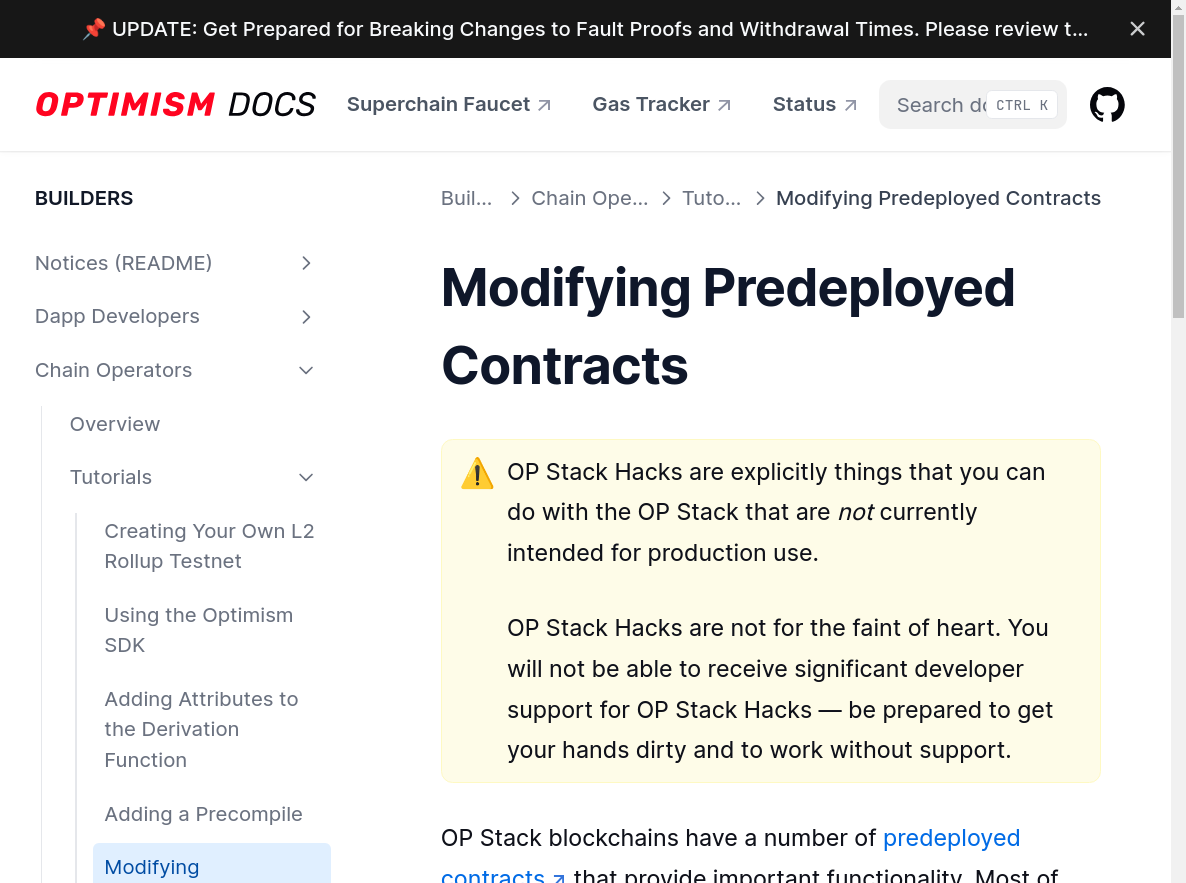 📌 UPDATE: Get Prepared for Breaking Changes to Fault Proofs and Withdrawal Times. Please review t...
OPTIMISM DOCS
Superchain Faucet
Gas Tracker
Status
Search do
CTRL K
BUILDERS
Notices (README)
Dapp Developers
Chain Operators
Overview
Tutorials
Creating Your Own L2
Rollup Testnet
Using the Optimism
SDK
Adding Attributes to
the Derivation
Function
Adding a Precompile
Modifying
Buil... > Chain Ope... > Tuto... > Modifying Predeployed Contracts
Modifying Predeployed
Contracts
OP Stack Hacks are explicitly things that you can
do with the OP Stack that are not currently
intended for production use.
OP Stack Hacks are not for the faint of heart. You
will not be able to receive significant developer
support for OP Stack Hacks — be prepared to get
your hands dirty and to work without support.
OP Stack blockchains have a number of predeployed
contracts that provide important functionality. Most of